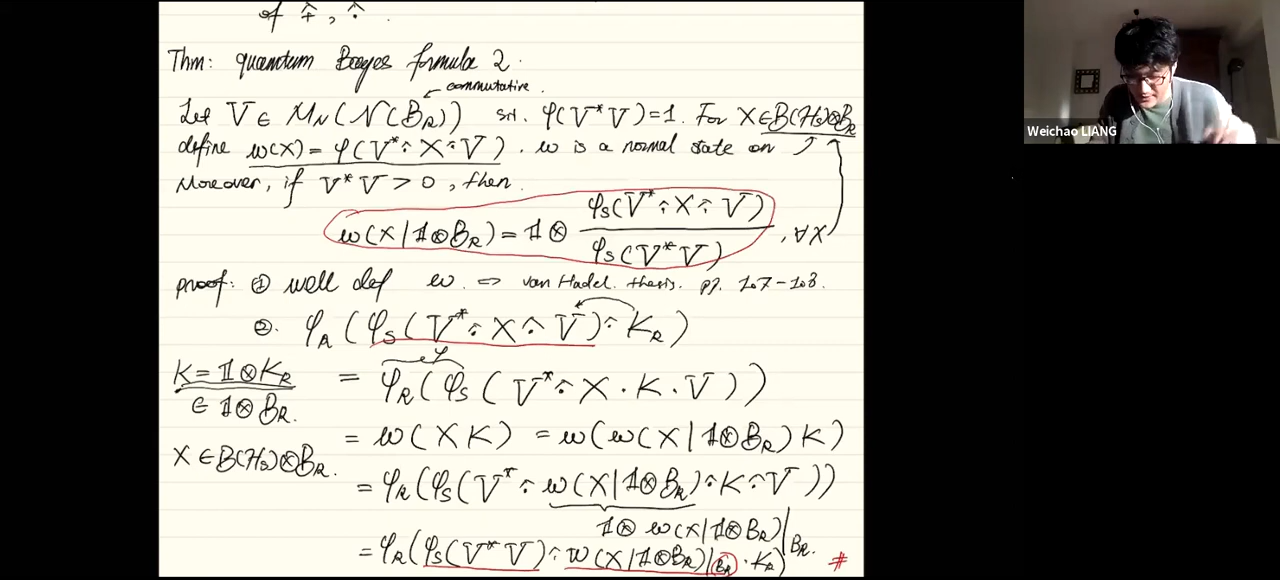 of ∔ , ÷ .
Thm: quantum Bayes formula 2.
← commutative.
Let V ∈ M_N(𝒩(B_R)) s.t. φ(V*V)=1. For X∈B(H_S)⊗B_R
define w(x) = φ(V*÷X÷V). w is a normal state on
Moreover, if V*V > 0, then.
w(X|1⊗B_R) = 1⊗ φ_S(V*÷X÷V) / φ_S(V*V) , ∀X
proof: ① well def w. ⇒ van Handel. thesis. pp. 107-108.
②. φ_R(φ_S(V*÷X÷V)÷K_R)
K = 1⊗K_R ∈ 1⊗B_R.
= φ_R(φ_S(V*÷X·K·V))
φ
= w(XK) = w(w(X|1⊗B_R)K)
X∈B(H_S)⊗B_R.
= φ_R(φ_S(V*÷w(X|1⊗B_R)÷K÷V))
1⊗w(X|1⊗B_R)|B_R.
= φ_R(φ_S(V*V)÷w(X|1⊗B_R)|B_R·K_R) #
Weichao LIANG